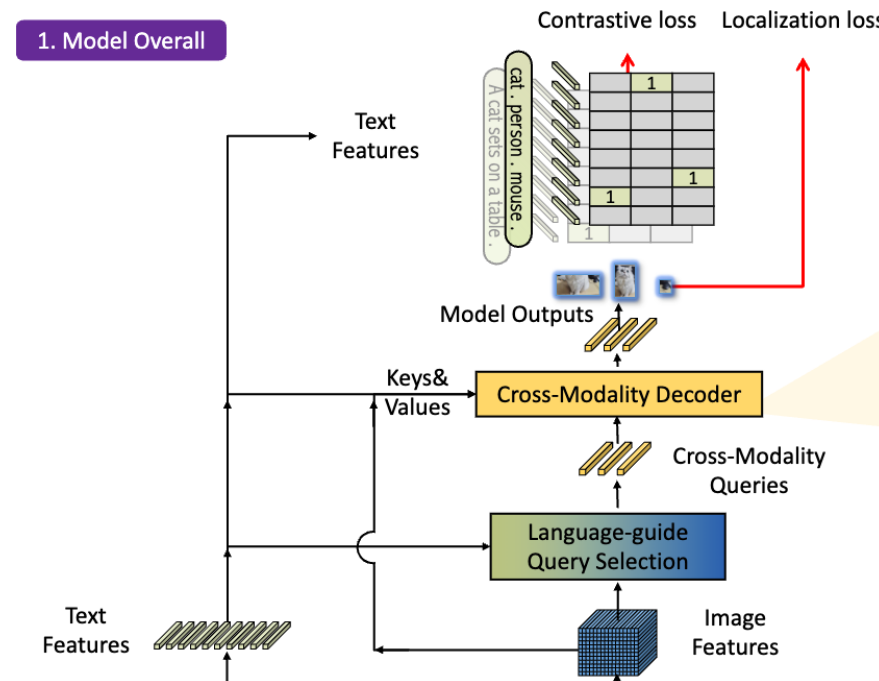 1. Model Overall
Contrastive loss
Localization loss
Text
Features
A cat sets on a table .
cat . person . mouse .
1
1
1
1
Model Outputs
Keys&
Values
Cross-Modality Decoder
Cross-Modality
Queries
Language-guide
Query Selection
Text
Features
Image
Features